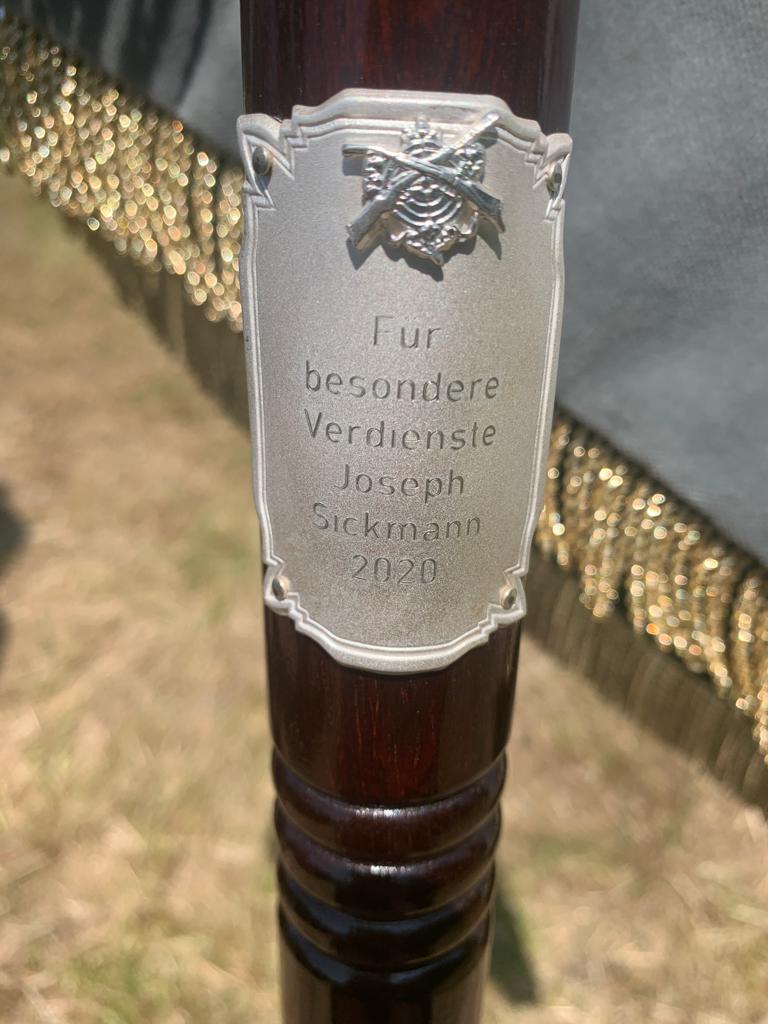 Für
besondere
Verdienste
Joseph
Sickmann
2020